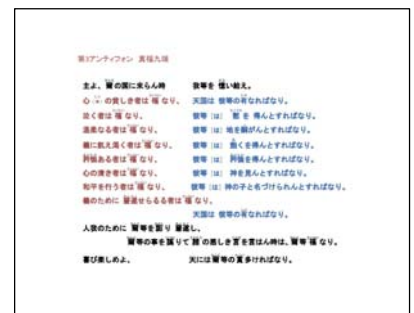 第3アンティフォン　真福九端
主よ、爾の国に来らん時　我等を憶い給え。
心の貧しき者は福なり、　天国は彼等の有なればなり。
泣く者は福なり、　彼等［は］慰を得んとすればなり。
温柔なる者は福なり、　彼等［は］地を嗣がんとすればなり。
義に飢え渇く者は福なり、　彼等［は］飽くを得んとすればなり。
矜恤ある者は福なり、　彼等［は］矜恤を得んとすればなり。
心の清き者は福なり、　彼等［は］神を見んとすればなり。
和平を行う者は福なり、　彼等［は］神の子と名づけられんとすればなり。
義のために窘逐せらるる者は福なり、
天国は彼等の有なればなり。
人我のために爾等を詬り窘逐し、
爾等の事を譌りて諸の悪しき言を言はん時は、爾等福なり。
喜び楽しめよ、　天には爾等の賞多ければなり。